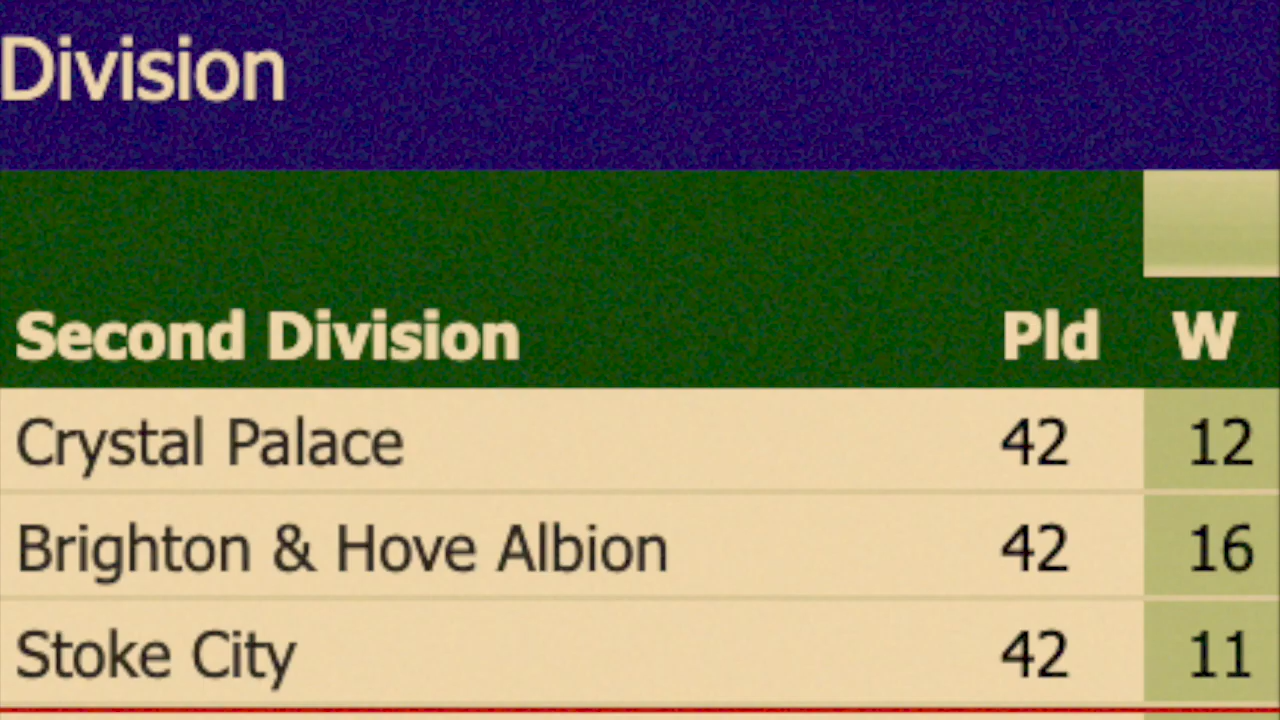 Division
Second Division Pld W
Crystal Palace 42 12
Brighton & Hove Albion 42 16
Stoke City 42 11